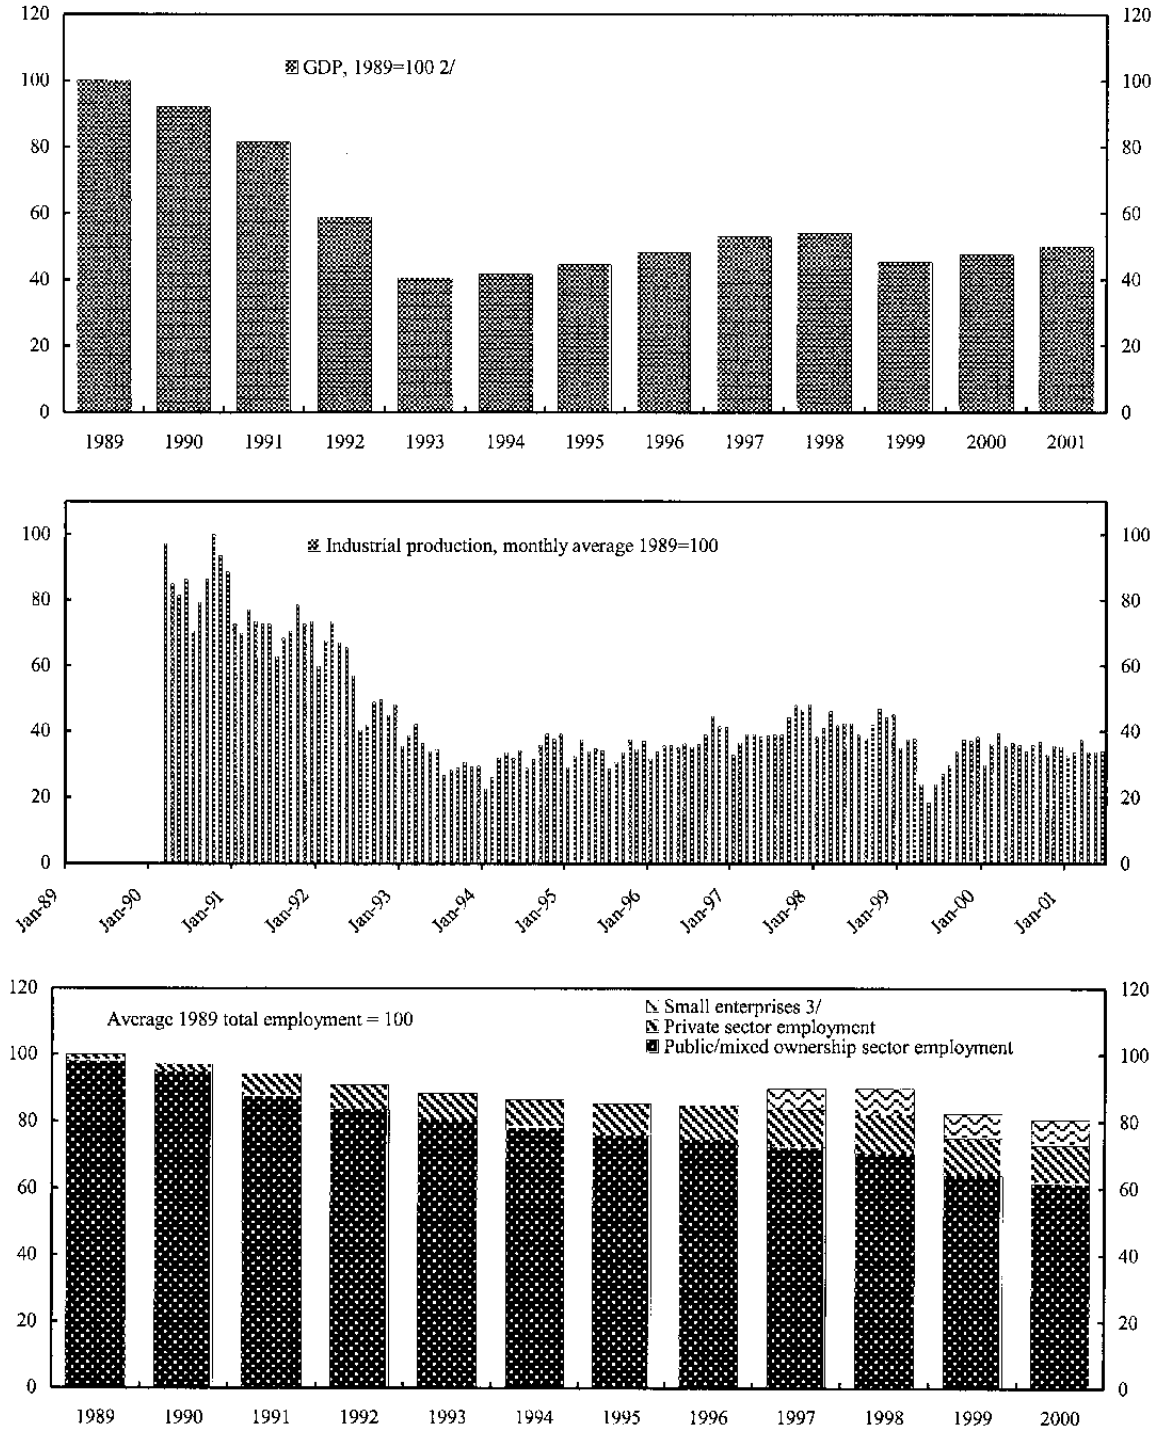 120 120
GDP, 1989=100 2/
100 100
80 80
60 60
40 40
20 20
0 0
1989 1990 1991 1992 1993 1994 1995 1996 1997 1998 1999 2000 2001
100 100
Industrial production, monthly average 1989=100
80 80
60 60
40 40
20 20
0 0
Jan-89 Jan-90 Jan-91 Jan-92 Jan-93 Jan-94 Jan-95 Jan-96 Jan-97 Jan-98 Jan-99 Jan-00 Jan-01
120 120
Small enterprises 3/
Average 1989 total employment = 100
Private sector employment
Public/mixed ownership sector employment
100 100
80 80
60 60
40 40
20 20
0 0
1989 1990 1991 1992 1993 1994 1995 1996 1997 1998 1999 2000